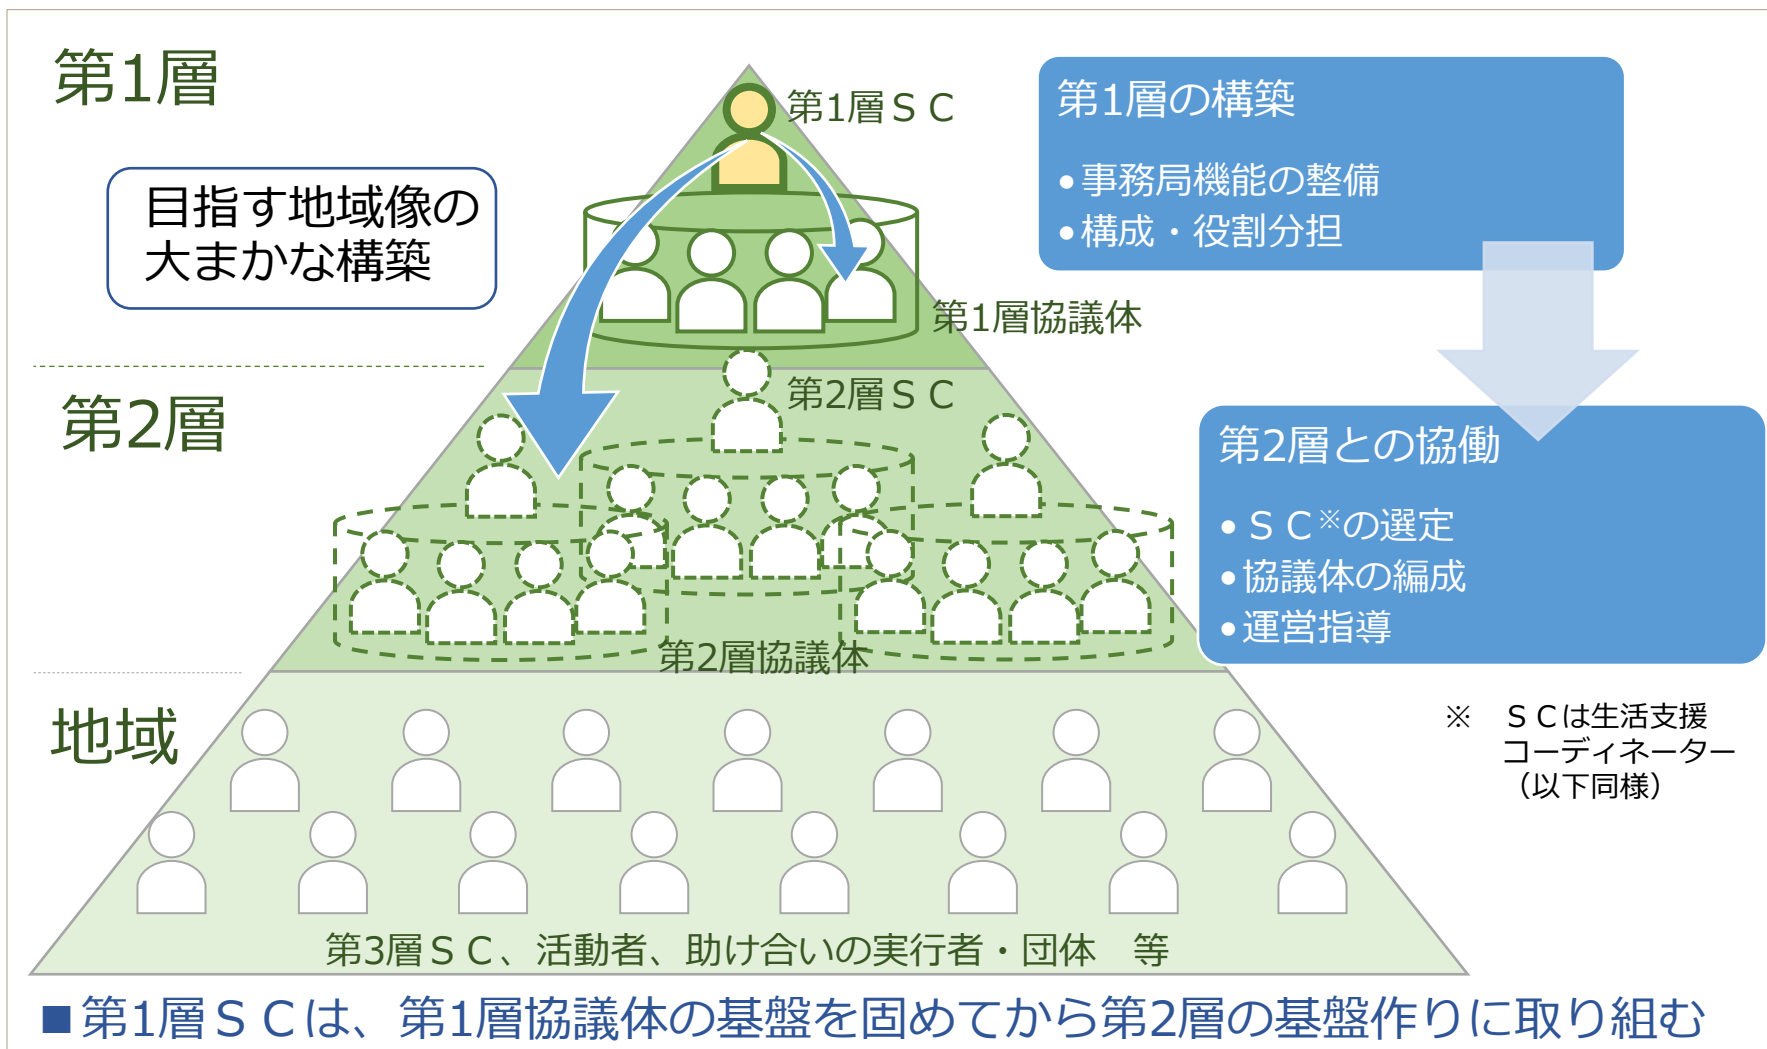 第1層
第1層ＳＣ
目指す地域像の
大まかな構築
第1層協議体
第1層の構築
•事務局機能の整備
•構成・役割分担
第2層
第2層ＳＣ
第2層協議体
第2層との協働
•ＳＣ※の選定
•協議体の編成
•運営指導
※　ＳＣは生活支援
コーディネーター
（以下同様）
地域
第3層ＳＣ、活動者、助け合いの実行者・団体　等
■第1層ＳＣは、第1層協議体の基盤を固めてから第2層の基盤作りに取り組む